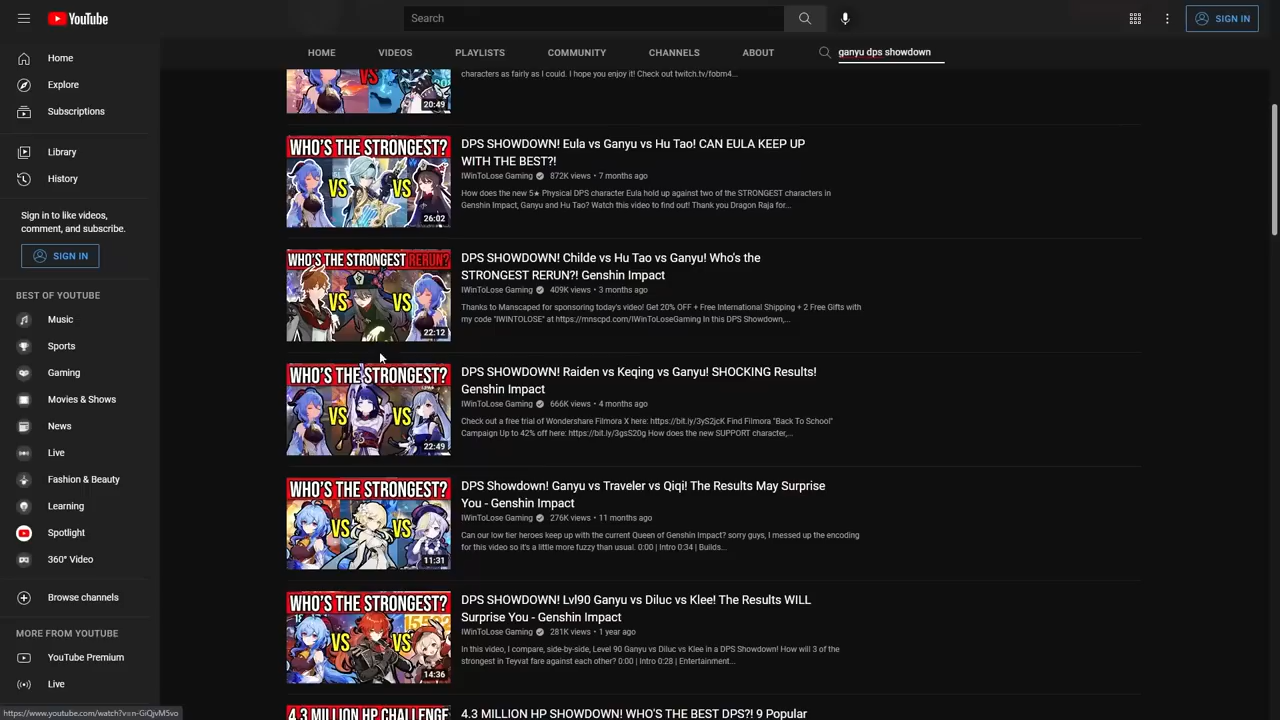 YouTube
Search
SIGN IN
HOME
VIDEOS
PLAYLISTS
COMMUNITY
CHANNELS
ABOUT
ganyu dps showdown
Home
Explore
Subscriptions
Library
History
Sign in to like videos,
comment, and subscribe.
SIGN IN
BEST OF YOUTUBE
Music
Sports
Gaming
Movies & Shows
News
Live
Fashion & Beauty
Learning
Spotlight
360° Video
Browse channels
MORE FROM YOUTUBE
YouTube Premium
Live
https://www.youtube.com/watch?v=n-GiQjvM5vo
VS
20:49
characters as fairly as I could. I hope you enjoy it! Check out twitch.tv/fobm4...
WHO'S THE STRONGEST?
VS VS
26:02
DPS SHOWDOWN! Eula vs Ganyu vs Hu Tao! CAN EULA KEEP UP
WITH THE BEST?!
IWinToLose Gaming 872K views • 7 months ago
How does the new 5★ Physical DPS character Eula hold up against two of the STRONGEST characters in
Genshin Impact, Ganyu and Hu Tao? Watch this video to find out! Thank you Dragon Raja for...
WHO'S THE STRONGEST RERUN?
VS VS
22:12
DPS SHOWDOWN! Childe vs Hu Tao vs Ganyu! Who's the
STRONGEST RERUN?! Genshin Impact
IWinToLose Gaming 409K views • 3 months ago
Thanks to Manscaped for sponsoring today's video! Get 20% OFF + Free International Shipping + 2 Free Gifts with
my code "IWINTOLOSE" at https://mnscpd.com/IWinToLoseGaming In this DPS Showdown,...
WHO'S THE STRONGEST?
VS VS
22:49
DPS SHOWDOWN! Raiden vs Keqing vs Ganyu! SHOCKING Results!
Genshin Impact
IWinToLose Gaming 666K views • 4 months ago
Check out a free trial of Wondershare Filmora X here: https://bit.ly/3yS2jcK Find Filmora "Back To School"
Campaign Up to 42% off here: https://bit.ly/3gsS20g How does the new SUPPORT character,...
WHO'S THE STRONGEST?
VS VS
11:31
DPS Showdown! Ganyu vs Traveler vs Qiqi! The Results May Surprise
You - Genshin Impact
IWinToLose Gaming 276K views • 11 months ago
Can our low tier heroes keep up with the current Queen of Genshin Impact? sorry guys, I messed up the encoding
for this video so it's a little more fuzzy than usual. 0:00 | Intro 0:34 | Builds...
WHO'S THE STRONGEST?
VS VS
14:36
DPS SHOWDOWN! Lvl90 Ganyu vs Diluc vs Klee! The Results WILL
Surprise You - Genshin Impact
IWinToLose Gaming 281K views • 1 year ago
In this video, I compare, side-by-side, Level 90 Ganyu vs Diluc vs Klee in a DPS Showdown! How will 3 of the
strongest in Teyvat fare against each other? 0:00 | Intro 0:28 | Entertainment...
4.3 MILLION HP CHALLENGE
4.3 MILLION HP SHOWDOWN! WHO'S THE BEST DPS?! 9 Popular